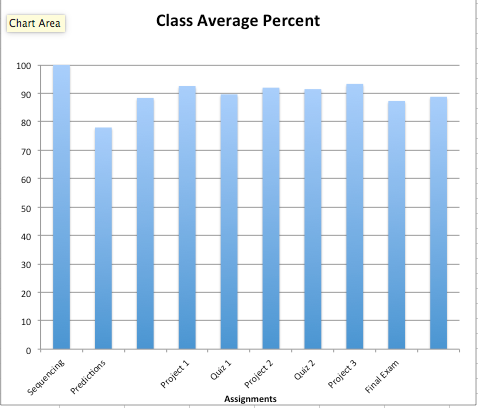 Class Average Percent
Chart Area
100
90
80
70
60
50
40
30
20
10
0
Sequencing
Predictions
Project 1
Quiz 1
Project 2
Quiz 2
Project 3
Final Exam
Assignments